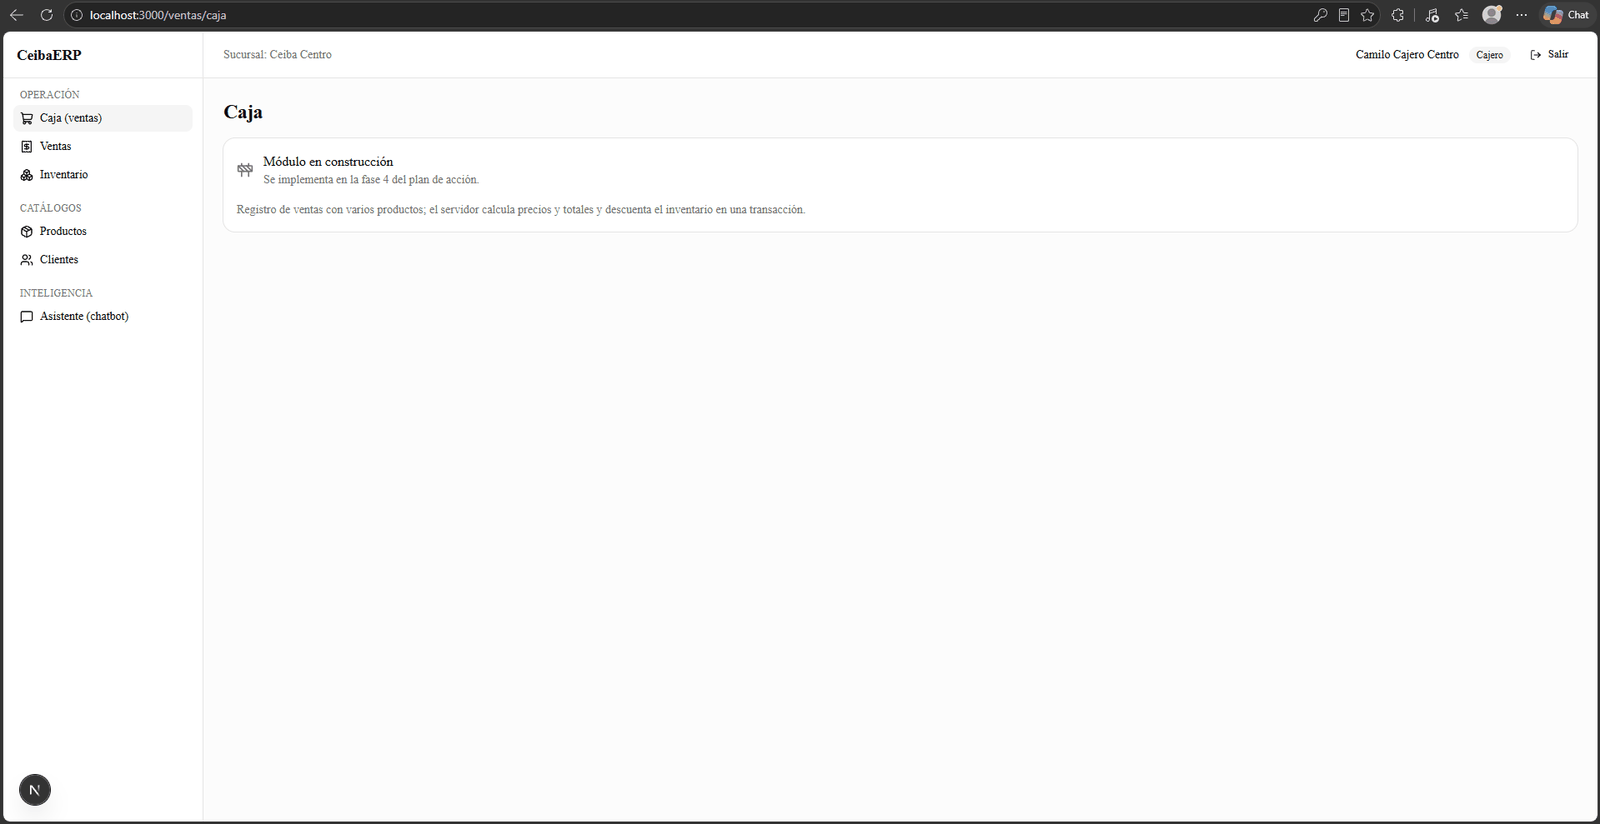 localhost:3000/ventas/caja
Chat
CeibaERP
Sucursal: Ceiba Centro
Camilo Cajero Centro
Cajero
Salir
OPERACIÓN
Caja (ventas)
Ventas
Inventario
CATÁLOGOS
Productos
Clientes
INTELIGENCIA
Asistente (chatbot)
Caja
Módulo en construcción
Se implementa en la fase 4 del plan de acción.
Registro de ventas con varios productos; el servidor calcula precios y totales y descuenta el inventario en una transacción.
N